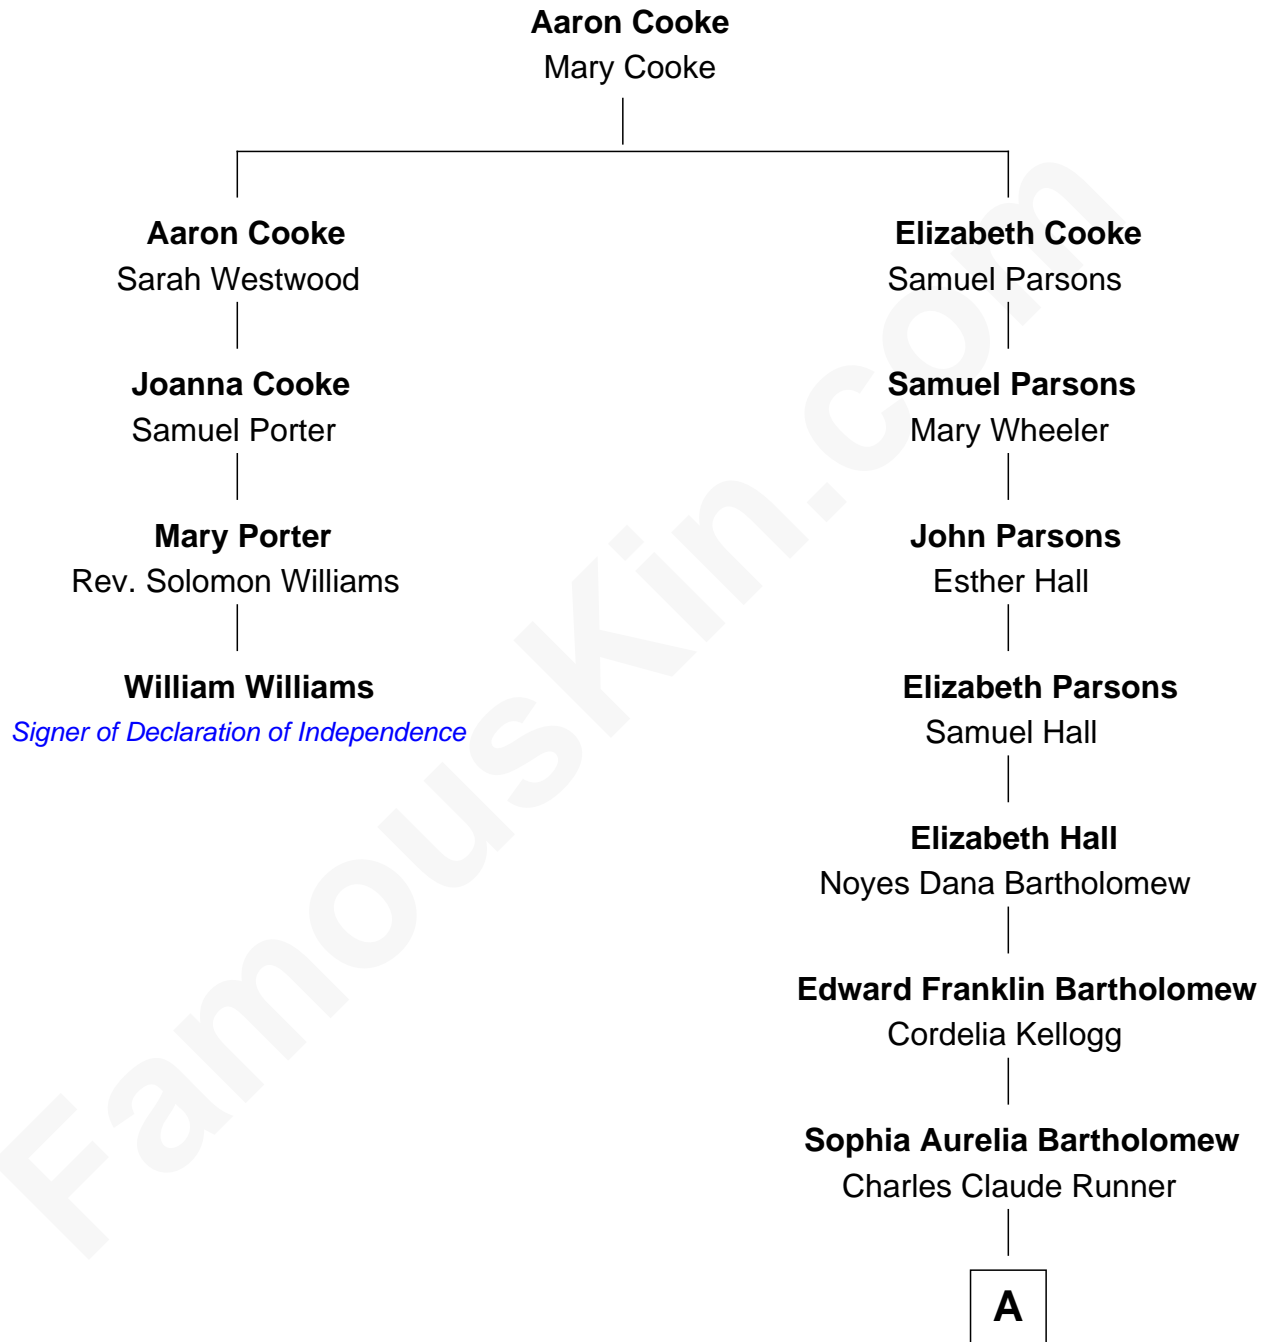 Aaron Cooke
Mary Cooke
Aaron Cooke
Sarah Westwood
Elizabeth Cooke
Samuel Parsons
Joanna Cooke
Samuel Porter
Samuel Parsons
Mary Wheeler
Mary Porter
Rev. Solomon Williams
John Parsons
Esther Hall
William Williams
Signer of Declaration of Independence
Elizabeth Parsons
Samuel Hall
Elizabeth Hall
Noyes Dana Bartholomew
Edward Franklin Bartholomew
Cordelia Kellogg
Sophia Aurelia Bartholomew
Charles Claude Runner
A
FamousKin.com